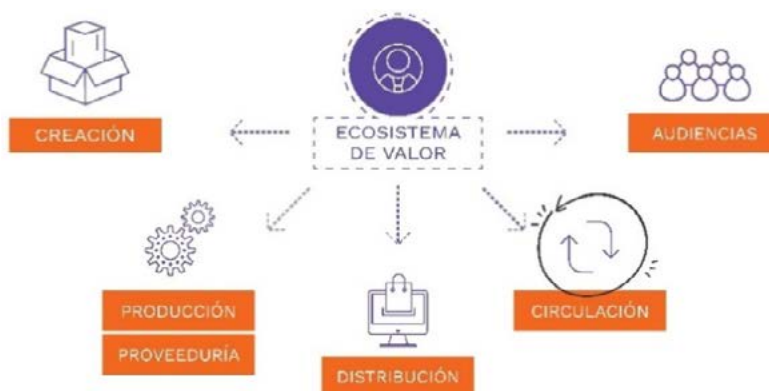 ECOSISTEMA
DE VALOR
CREACIÓN
AUDIENCIAS
PRODUCCIÓN
PROVEEDURÍA
DISTRIBUCIÓN
CIRCULACIÓN